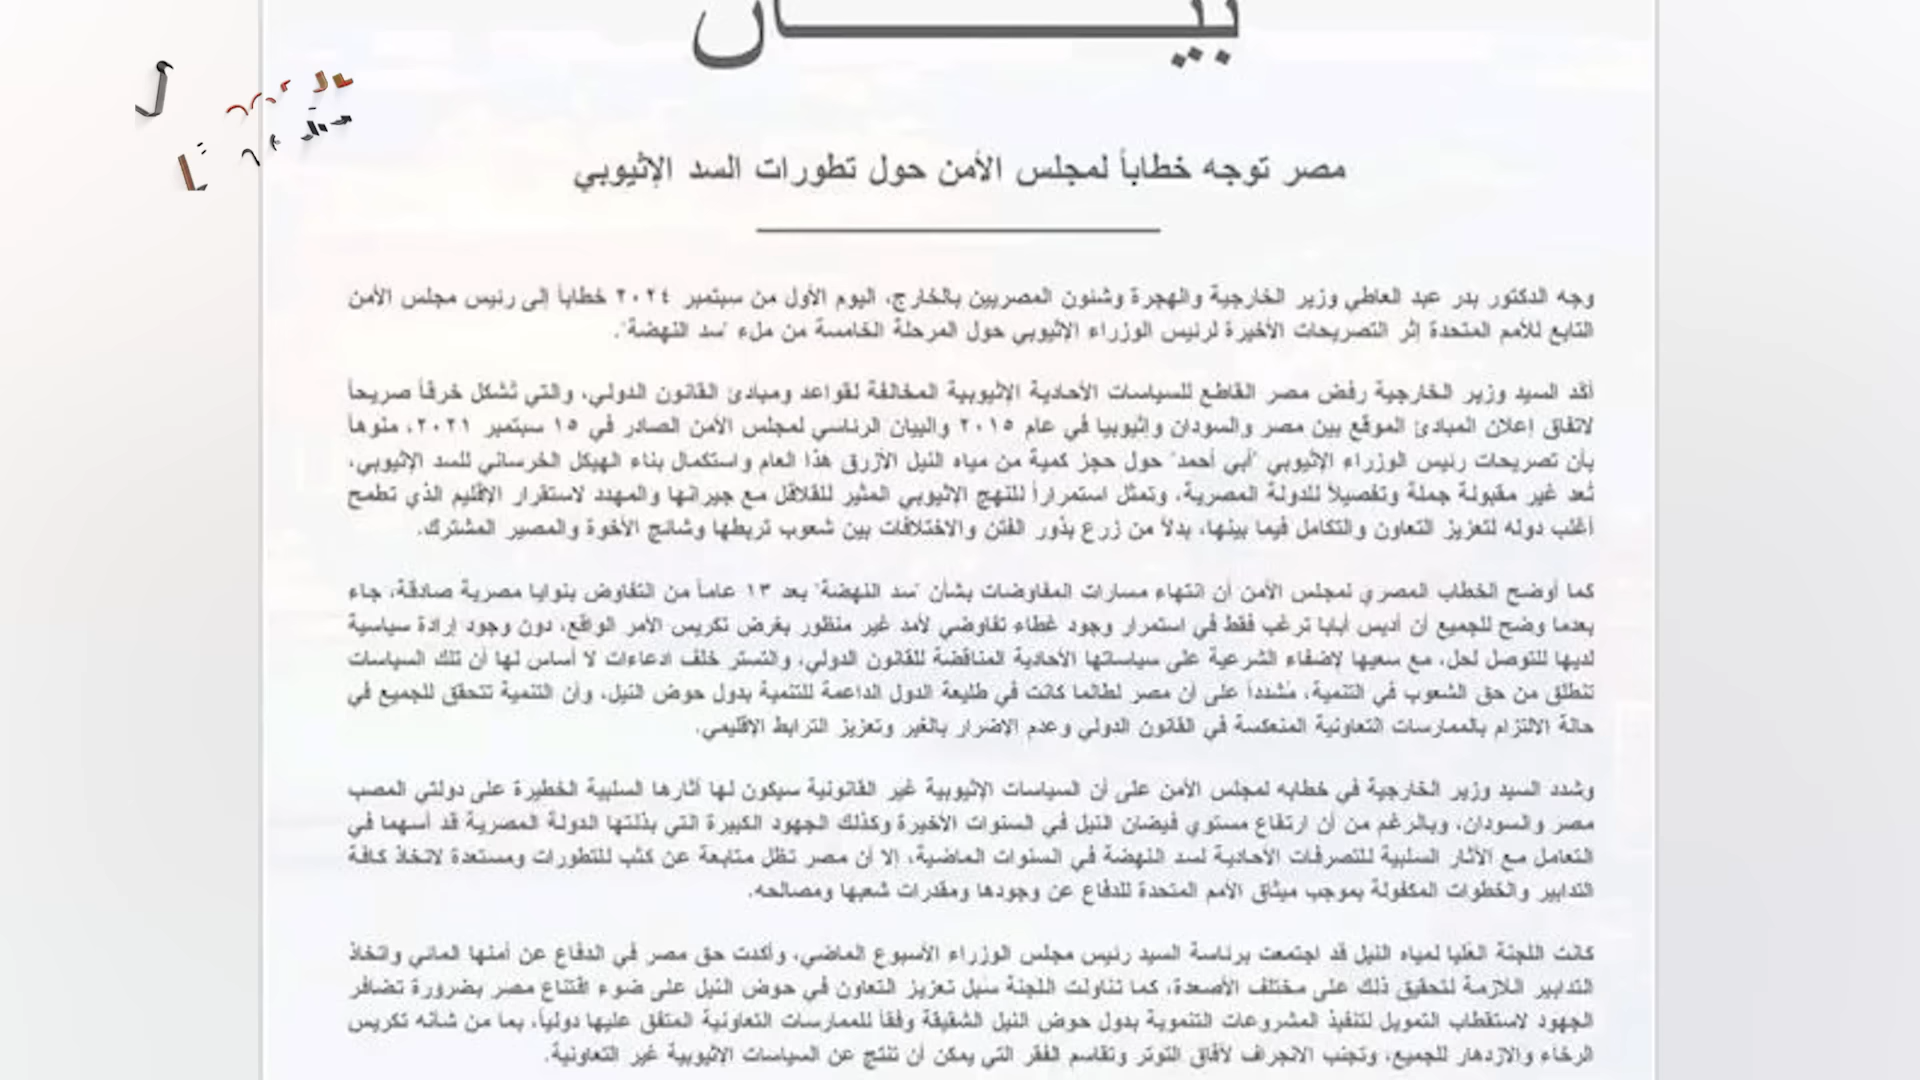 بيـــــــان
مصر توجه خطاباً لمجلس الأمن حول تطورات السد الإثيوبي
وجه الدكتور بدر عبد العاطي وزير الخارجية والهجرة وشئون المصريين بالخارج، اليوم الأول من سبتمبر ٢٠٢٤ خطاباً إلى رئيس مجلس الأمن
التابع للأمم المتحدة إثر التصريحات الأخيرة لرئيس الوزراء الإثيوبي حول المرحلة الخامسة من ملء "سد النهضة".
أكد السيد وزير الخارجية رفض مصر القاطع للسياسات الأحادية الإثيوبية المخالفة لقواعد ومبادئ القانون الدولي، والتي تُشكل خرقاً صريحاً
لاتفاق إعلان المبادئ الموقع بين مصر والسودان وإثيوبيا في عام ٢٠١٥ والبيان الرئاسي لمجلس الأمن الصادر في ١٥ سبتمبر ٢٠٢١، منوهاً
بأن تصريحات رئيس الوزراء الإثيوبي "أبي أحمد" حول حجز كمية من مياه النيل الأزرق هذا العام واستكمال بناء الهيكل الخرساني للسد الإثيوبي،
تُعد غير مقبولة جملة وتفصيلاً للدولة المصرية، وتمثل استمراراً للنهج الإثيوبي المثير للقلاقل مع جيرانها والمهدد لاستقرار الإقليم الذي تطمح
أغلب دوله لتعزيز التعاون والتكامل فيما بينها، بدلاً من زرع بذور الفتن والاختلافات بين شعوب تربطها وشائج الأخوة والمصير المشترك.
كما أوضح الخطاب المصري لمجلس الأمن أن انتهاء مسارات المفاوضات بشأن "سد النهضة" بعد ١٣ عاماً من التفاوض بنوايا مصرية صادقة، جاء
بعدما وضح للجميع أن أديس أبابا ترغب فقط في استمرار وجود غطاء تفاوضي لأمد غير منظور بغرض تكريس الأمر الواقع، دون وجود إرادة سياسية
لديها للتوصل لحل، مع سعيها لإضفاء الشرعية على سياساتها الأحادية المناقضة للقانون الدولي، والتستر خلف ادعاءات لا أساس لها أن تلك السياسات
تنطلق من حق الشعوب في التنمية، مُشدداً على أن مصر لطالما كانت في طليعة الدول الداعمة للتنمية بدول حوض النيل، وأن التنمية تتحقق للجميع في
حالة الالتزام بالممارسات التعاونية المنعكسة في القانون الدولي وعدم الإضرار بالغير وتعزيز الترابط الإقليمي.
وشدد السيد وزير الخارجية في خطابه لمجلس الأمن على أن السياسات الإثيوبية غير القانونية سيكون لها آثارها السلبية الخطيرة على دولتي المصب
مصر والسودان، وبالرغم من أن ارتفاع مستوي فيضان النيل في السنوات الأخيرة وكذلك الجهود الكبيرة التي بذلتها الدولة المصرية قد أسهما في
التعامل مع الآثار السلبية للتصرفات الأحادية لسد النهضة في السنوات الماضية، إلا أن مصر تظل متابعة عن كثب للتطورات ومستعدة لاتخاذ كافة
التدابير والخطوات المكفولة بموجب ميثاق الأمم المتحدة للدفاع عن وجودها ومقدرات شعبها ومصالحه.
كانت اللجنة العُليا لمياه النيل قد اجتمعت برئاسة السيد رئيس مجلس الوزراء الأسبوع الماضي، وأكدت حق مصر في الدفاع عن أمنها المائي واتخاذ
التدابير اللازمة لتحقيق ذلك على مختلف الأصعدة، كما تناولت اللجنة سُبل تعزيز التعاون في حوض النيل على ضوء اقتناع مصر بضرورة تضافر
الجهود لاستقطاب التمويل لتنفيذ المشروعات التنموية بدول حوض النيل الشقيقة وفقاً للممارسات التعاونية المتفق عليها دولياً، بما من شأنه تكريس
الرخاء والازدهار للجميع، وتجنب الانجراف لآفاق التوتر وتقاسم الفقر التي يمكن أن تنتج عن السياسات الإثيوبية غير التعاونية.